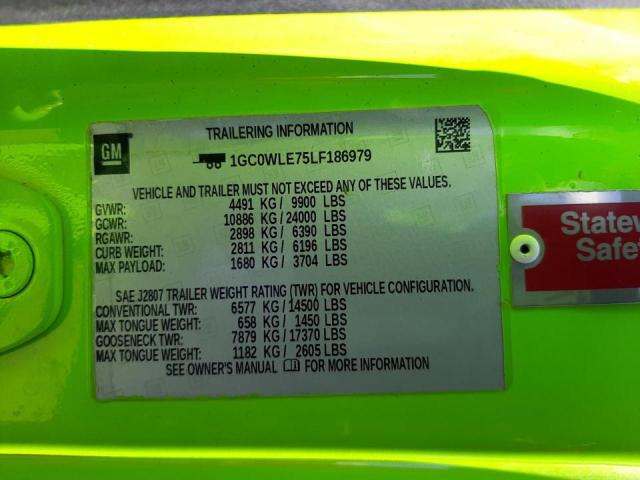 GM
TRAILERING INFORMATION
1GC0WLE75LF186979
VEHICLE AND TRAILER MUST NOT EXCEED ANY OF THESE VALUES.
GVWR: 4491 KG / 9900 LBS
GCWR: 10886 KG / 24000 LBS
RGAWR: 2898 KG / 6390 LBS
CURB WEIGHT: 2811 KG / 6196 LBS
MAX PAYLOAD: 1680 KG / 3704 LBS
SAE J2807 TRAILER WEIGHT RATING (TWR) FOR VEHICLE CONFIGURATION.
CONVENTIONAL TWR: 6577 KG / 14500 LBS
MAX TONGUE WEIGHT: 658 KG / 1450 LBS
GOOSENECK TWR: 7879 KG / 17370 LBS
MAX TONGUE WEIGHT: 1182 KG / 2605 LBS
SEE OWNER'S MANUAL FOR MORE INFORMATION
Statew
Safet